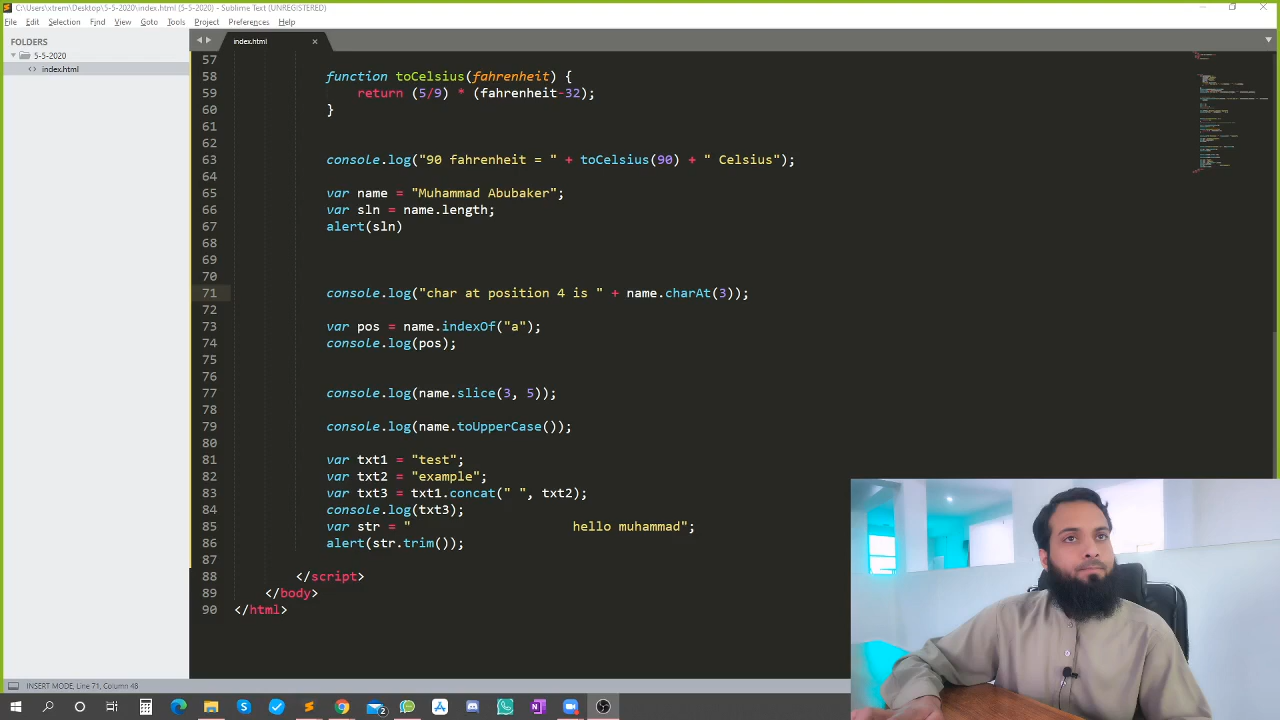 C:\Users\xtrem\Desktop\5-5-2020\index.html - Sublime Text (UNREGISTERED)
File Edit Selection Find View Goto Tools Project Preferences Help
FOLDERS
5-5-2020
index.html
index.html
57
58 function toCelsius(fahrenheit) {
59 return (5/9) * (fahrenheit-32);
60 }
61
62
63 console.log("90 fahrenheit = " + toCelsius(90) + " Celsius");
64
65 var name = "Muhammad Abubaker";
66 var sln = name.length;
67 alert(sln)
68
69
70
71 console.log("char at position 4 is " + name.charAt(3));
72
73 var pos = name.indexOf("a");
74 console.log(pos);
75
76
77 console.log(name.slice(3, 5));
78
79 console.log(name.toUpperCase());
80
81 var txt1 = "test";
82 var txt2 = "example";
83 var txt3 = txt1.concat(" ", txt2);
84 console.log(txt3);
85 var str = "                     hello muhammad";
86 alert(str.trim());
87
88 </script>
89 </body>
90 </html>
INSERT MODE, Line 71, Column 48